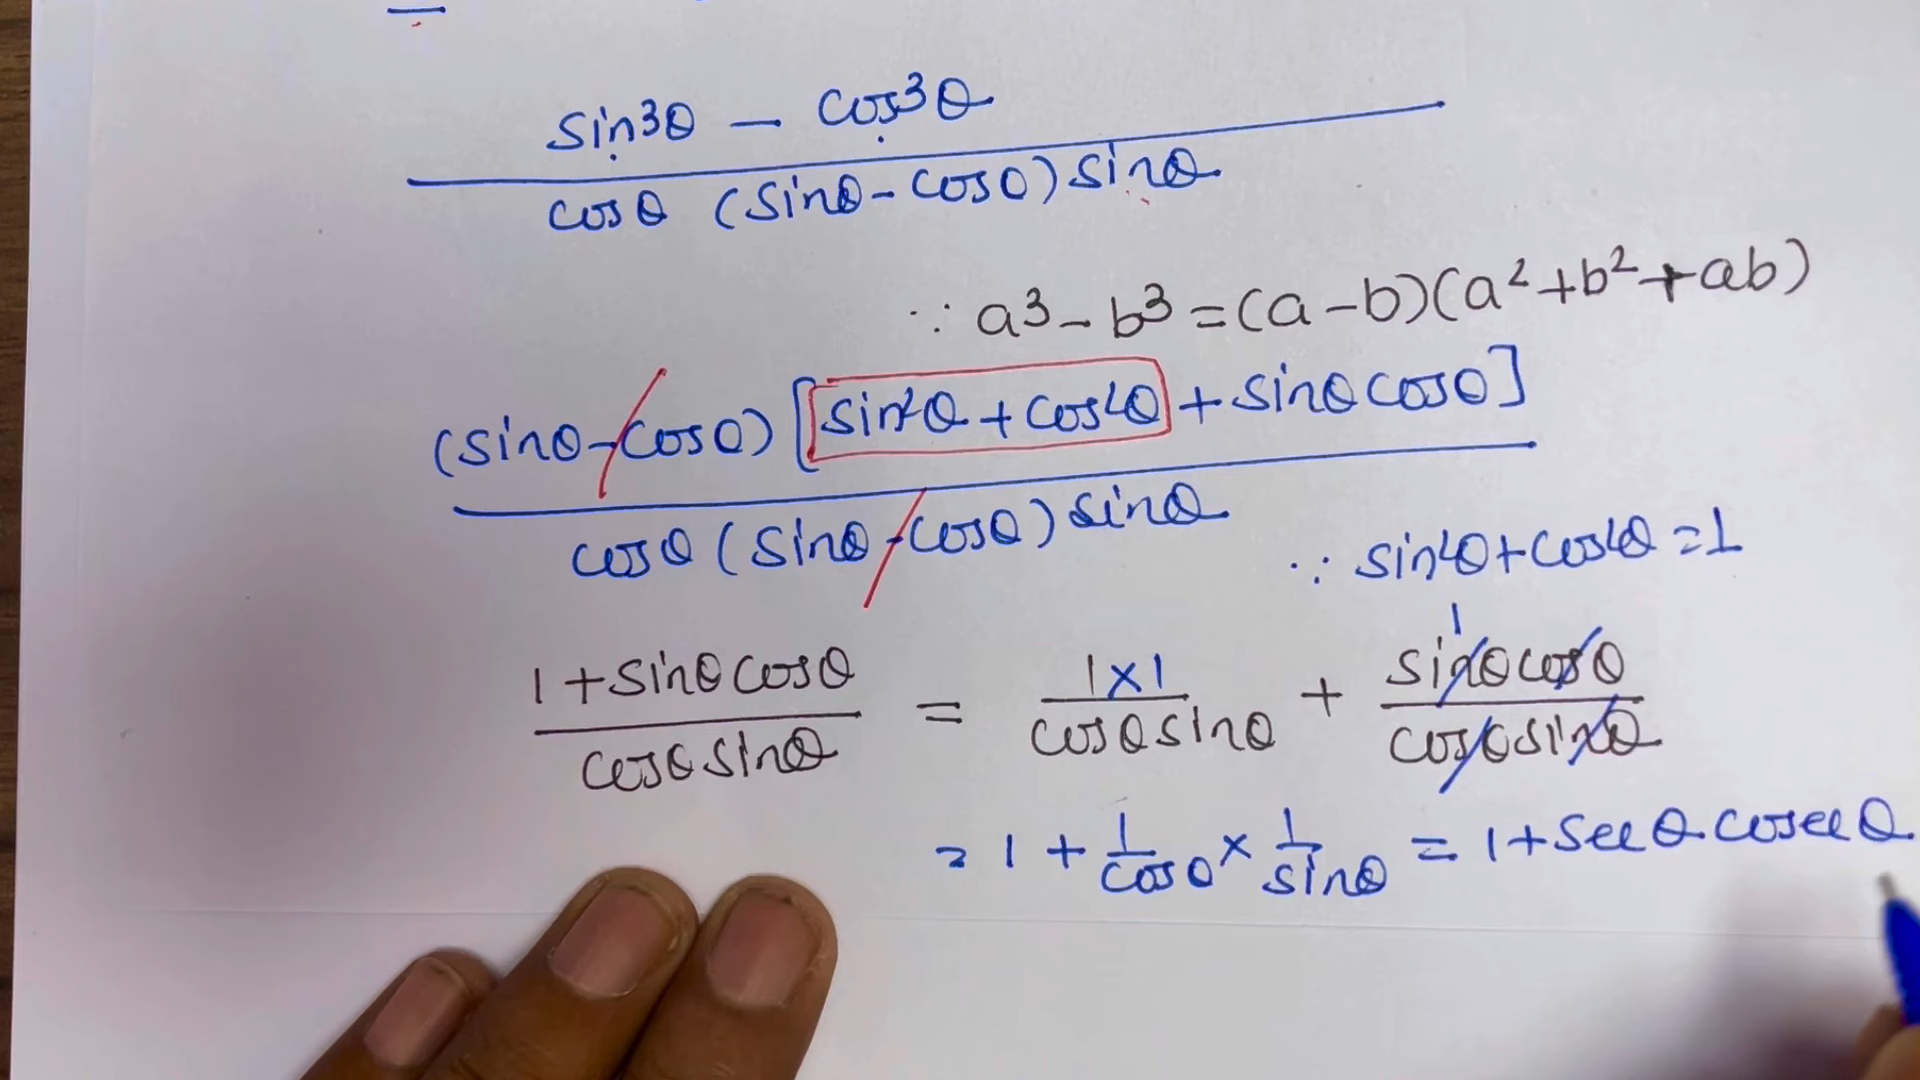 sin³θ – cos³θ
cosθ (sinθ – cosθ) sinθ
∵ a³ – b³ = (a – b)(a² + b² + ab)
(sinθ – cosθ) [sin²θ + cos²θ + sinθ cosθ]
cosθ (sinθ – cosθ) sinθ
∵ sin²θ + cos²θ = 1
1 + sinθ cosθ / cosθ sinθ = 1 × 1 / cosθ sinθ + sinθ cosθ / cosθ sinθ 1
= 1 + 1/cosθ × 1/sinθ = 1 + secθ cosecθ